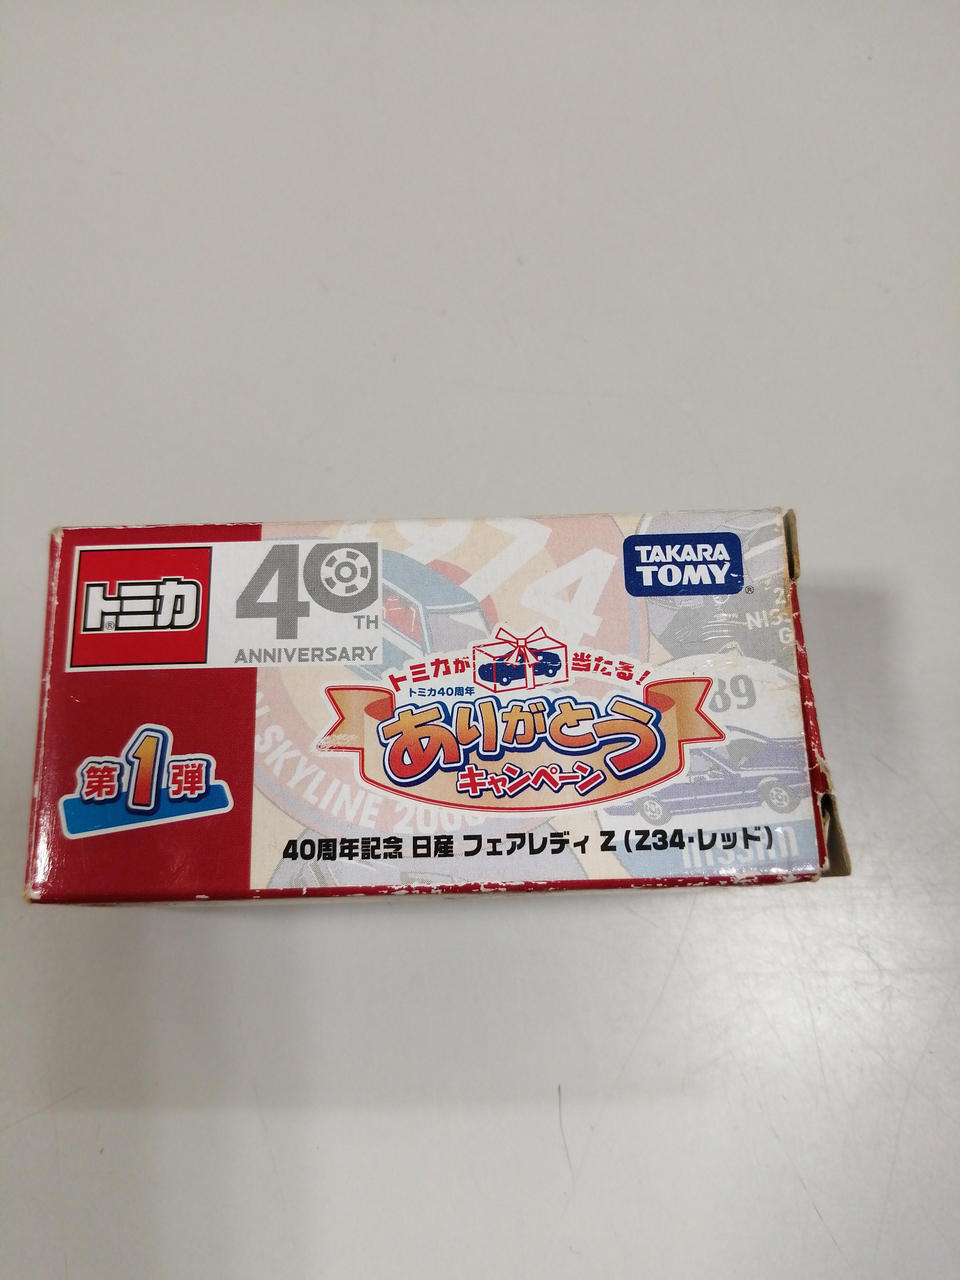 トミカ
®
40
TH
ANNIVERSARY
第1弾
TAKARA
TOMY
®
トミカが当たる!
トミカ40周年
ありがとう
キャンペーン
40周年記念 日産 フェアレディ Z (Z34・レッド)
SKYLINE
89